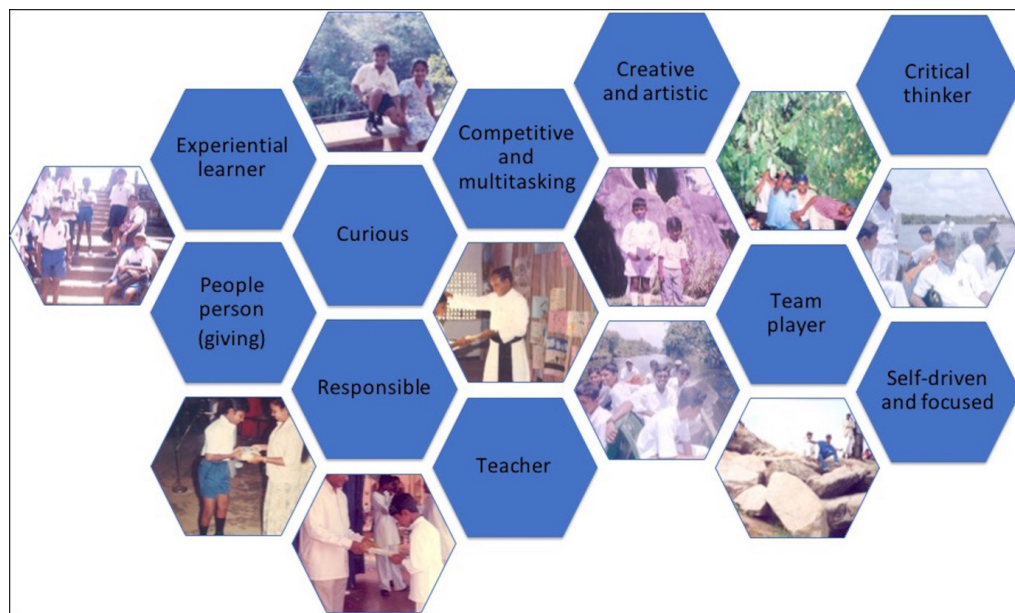 Creative
and artistic
Critical
thinker
Experiential
learner
Competitive
and
multitasking
Curious
People
person
(giving)
Team
player
Responsible
Self-driven
and focused
Teacher